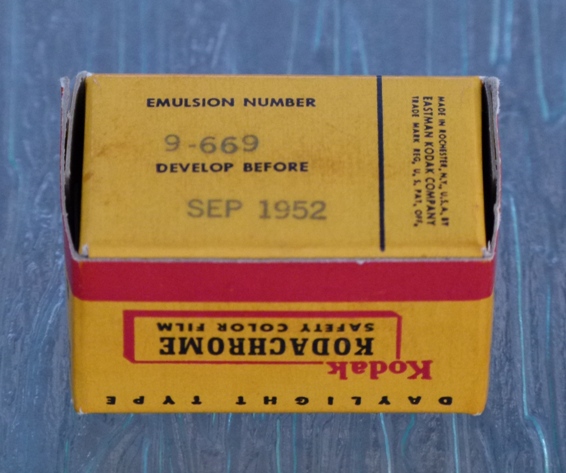 EMULSION NUMBER
9-669
DEVELOP BEFORE
SEP 1952
MADE IN ROCHESTER, N.Y., U.S.A. BY
EASTMAN KODAK COMPANY
TRADE MARK REG. U. S. PAT. OFF.
DAYLIGHT TYPE
Kodak
KODACHROME
SAFETY COLOR FILM